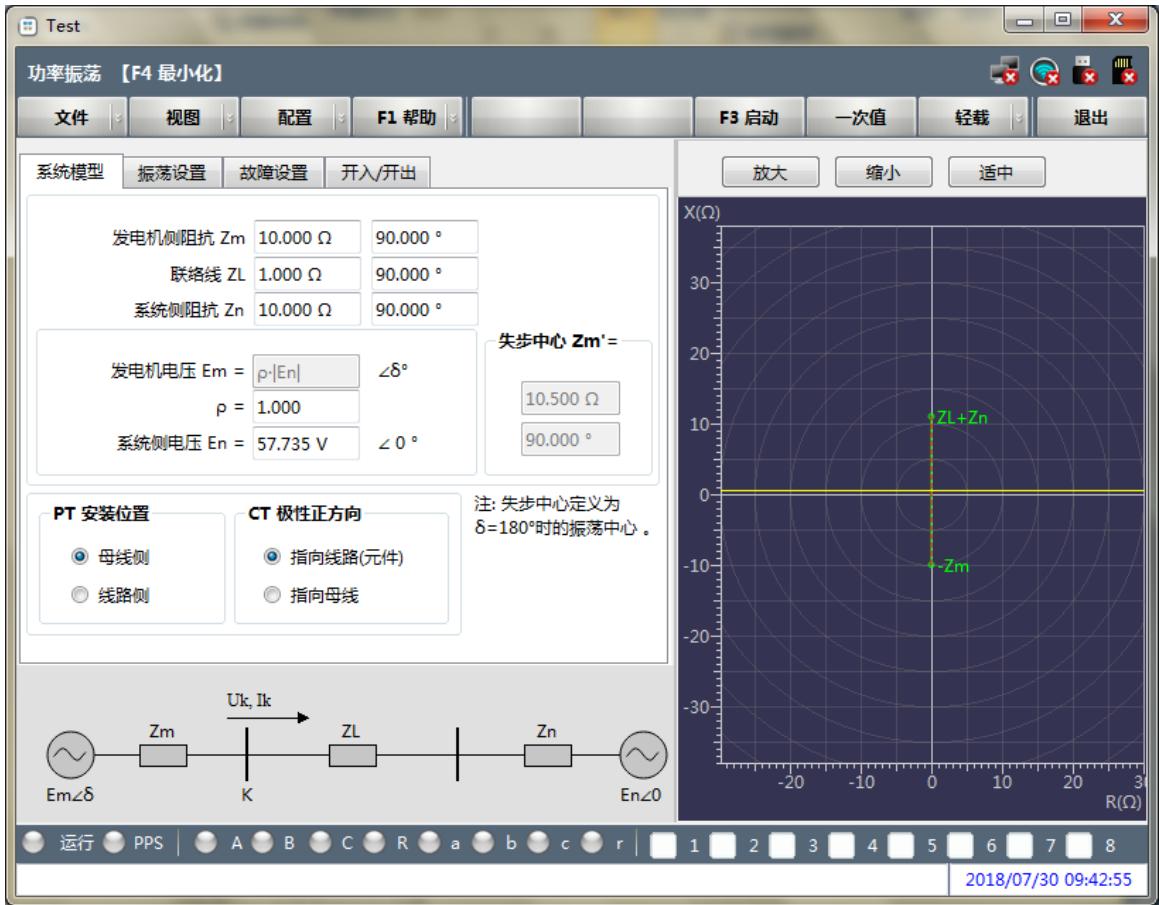 Test
功率振荡 【F4 最小化】
文件 视图 配置 F1 帮助 F3 启动 一次值 轻载 退出
系统模型 振荡设置 故障设置 开入/开出
发电机侧阻抗 Zm 10.000 Ω 90.000 °
联络线 ZL 1.000 Ω 90.000 °
系统侧阻抗 Zn 10.000 Ω 90.000 °
发电机电压 Em = ρ·|En| ∠δ°
ρ = 1.000
系统侧电压 En = 57.735 V ∠ 0 °
失步中心 Zm'=
10.500 Ω
90.000 °
PT 安装位置
母线侧
线路侧
CT 极性正方向
指向线路(元件)
指向母线
注: 失步中心定义为
δ=180°时的振荡中心 。
Uk, Ik
Zm ZL Zn
Em∠δ K En∠0
放大 缩小 适中
X(Ω)
30
20
10
0
-10
-20
-30
ZL+Zn
-Zm
-20 -10 0 10 20 30
R(Ω)
运行 PPS A B C R a b c r 1 2 3 4 5 6 7 8
2018/07/30 09:42:55